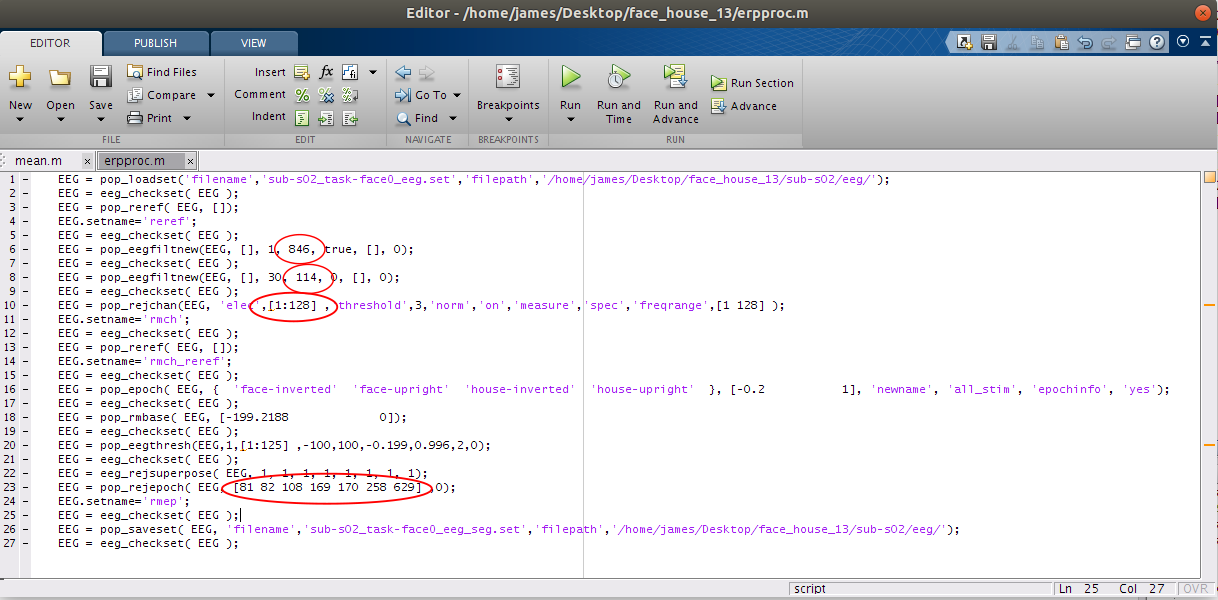 Editor - /home/james/Desktop/face_house_13/erpproc.m
EDITOR PUBLISH VIEW
New Open Save Find Files Compare Print
FILE
Insert Comment Indent
EDIT
Go To Find
NAVIGATE
Breakpoints
BREAKPOINTS
Run Run and Time Run and Advance Run Section Advance
RUN
mean.m × erpproc.m ×
1 – EEG = pop_loadset('filename','sub-s02_task-face0_eeg.set','filepath','/home/james/Desktop/face_house_13/sub-s02/eeg/');
2 – EEG = eeg_checkset( EEG );
3 – EEG = pop_reref( EEG, []);
4 – EEG.setname='reref';
5 – EEG = eeg_checkset( EEG );
6 – EEG = pop_eegfiltnew(EEG, [], 1, 846, true, [], 0);
7 – EEG = eeg_checkset( EEG );
8 – EEG = pop_eegfiltnew(EEG, [], 30, 114, 0, [], 0);
9 – EEG = eeg_checkset( EEG );
10 – EEG = pop_rejchan(EEG, 'elec',[1:128] ,'threshold',3,'norm','on','measure','spec','freqrange',[1 128] );
11 – EEG.setname='rmch';
12 – EEG = eeg_checkset( EEG );
13 – EEG = pop_reref( EEG, []);
14 – EEG.setname='rmch_reref';
15 – EEG = eeg_checkset( EEG );
16 – EEG = pop_epoch( EEG, { 'face-inverted' 'face-upright' 'house-inverted' 'house-upright' }, [-0.2 1], 'newname', 'all_stim', 'epochinfo', 'yes');
17 – EEG = eeg_checkset( EEG );
18 – EEG = pop_rmbase( EEG, [-199.2188 0]);
19 – EEG = eeg_checkset( EEG );
20 – EEG = pop_eegthresh(EEG,1,[1:125] ,-100,100,-0.199,0.996,2,0);
21 – EEG = eeg_checkset( EEG );
22 – EEG = eeg_rejsuperpose( EEG, 1, 1, 1, 1, 1, 1, 1, 1);
23 – EEG = pop_rejepoch( EEG, [81 82 108 169 170 258 629] ,0);
24 – EEG.setname='rmep';
25 – EEG = eeg_checkset( EEG );
26 – EEG = pop_saveset( EEG, 'filename','sub-s02_task-face0_eeg_seg.set','filepath','/home/james/Desktop/face_house_13/sub-s02/eeg/');
27 – EEG = eeg_checkset( EEG );
script Ln 25 Col 27 OVR